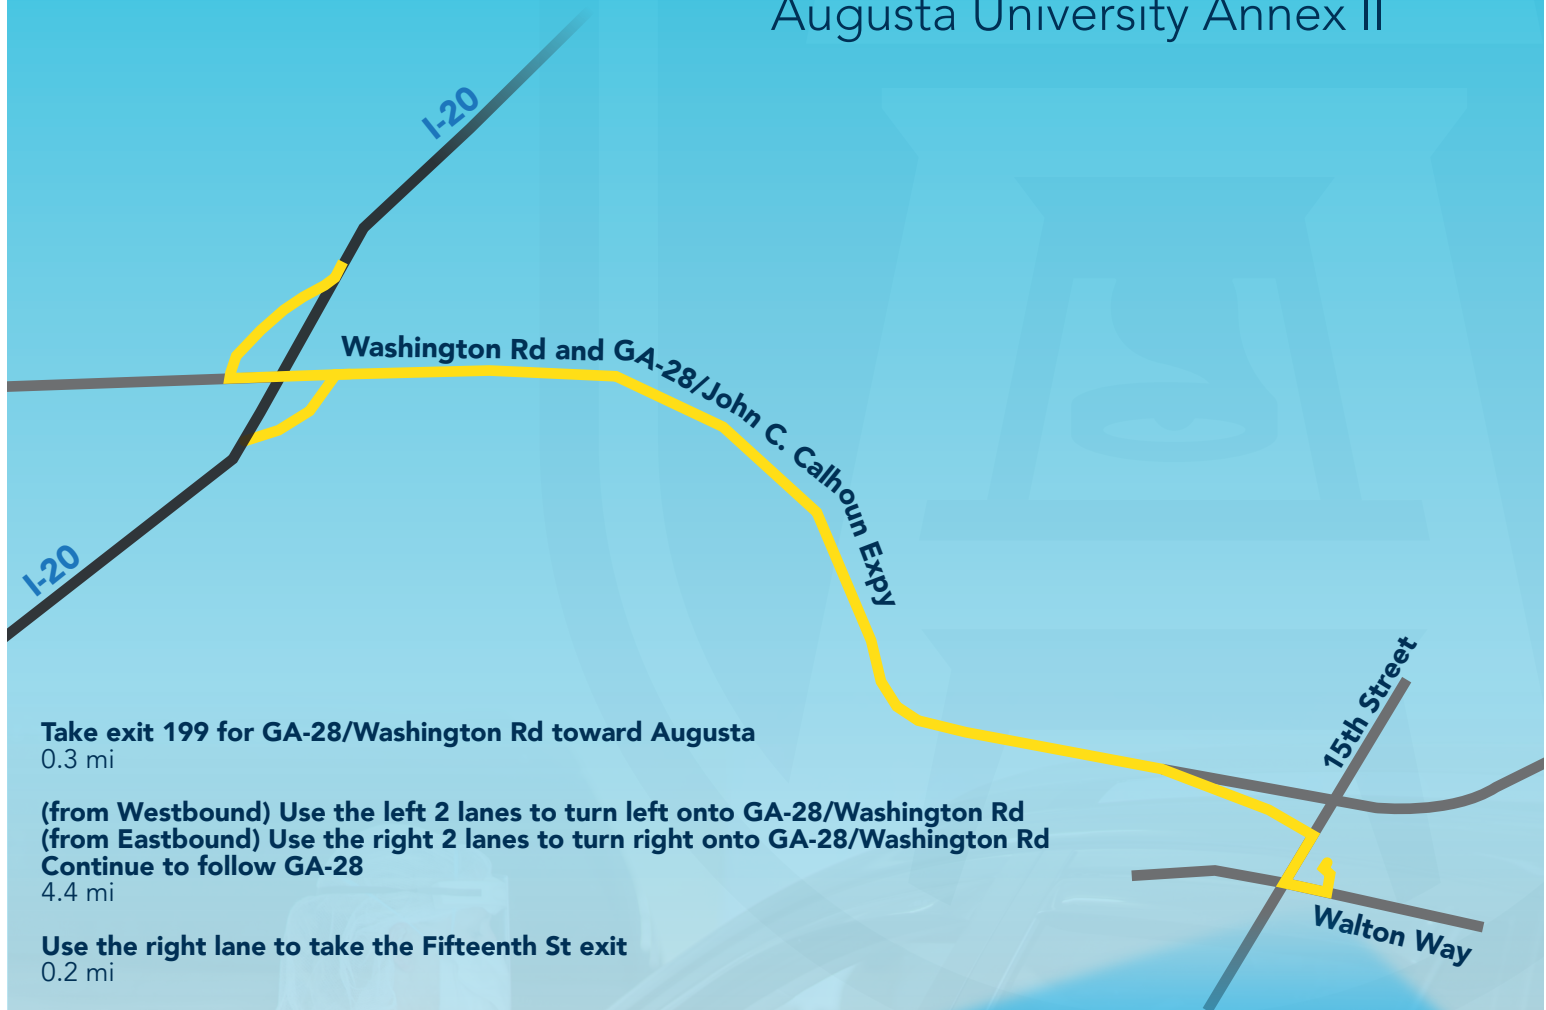 Augusta University Annex II
I-20
Washington Rd and GA-28/John C. Calhoun Expy
I-20
15th Street
Walton Way
Take exit 199 for GA-28/Washington Rd toward Augusta
0.3 mi
(from Westbound) Use the left 2 lanes to turn left onto GA-28/Washington Rd
(from Eastbound) Use the right 2 lanes to turn right onto GA-28/Washington Rd
Continue to follow GA-28
4.4 mi
Use the right lane to take the Fifteenth St exit
0.2 mi